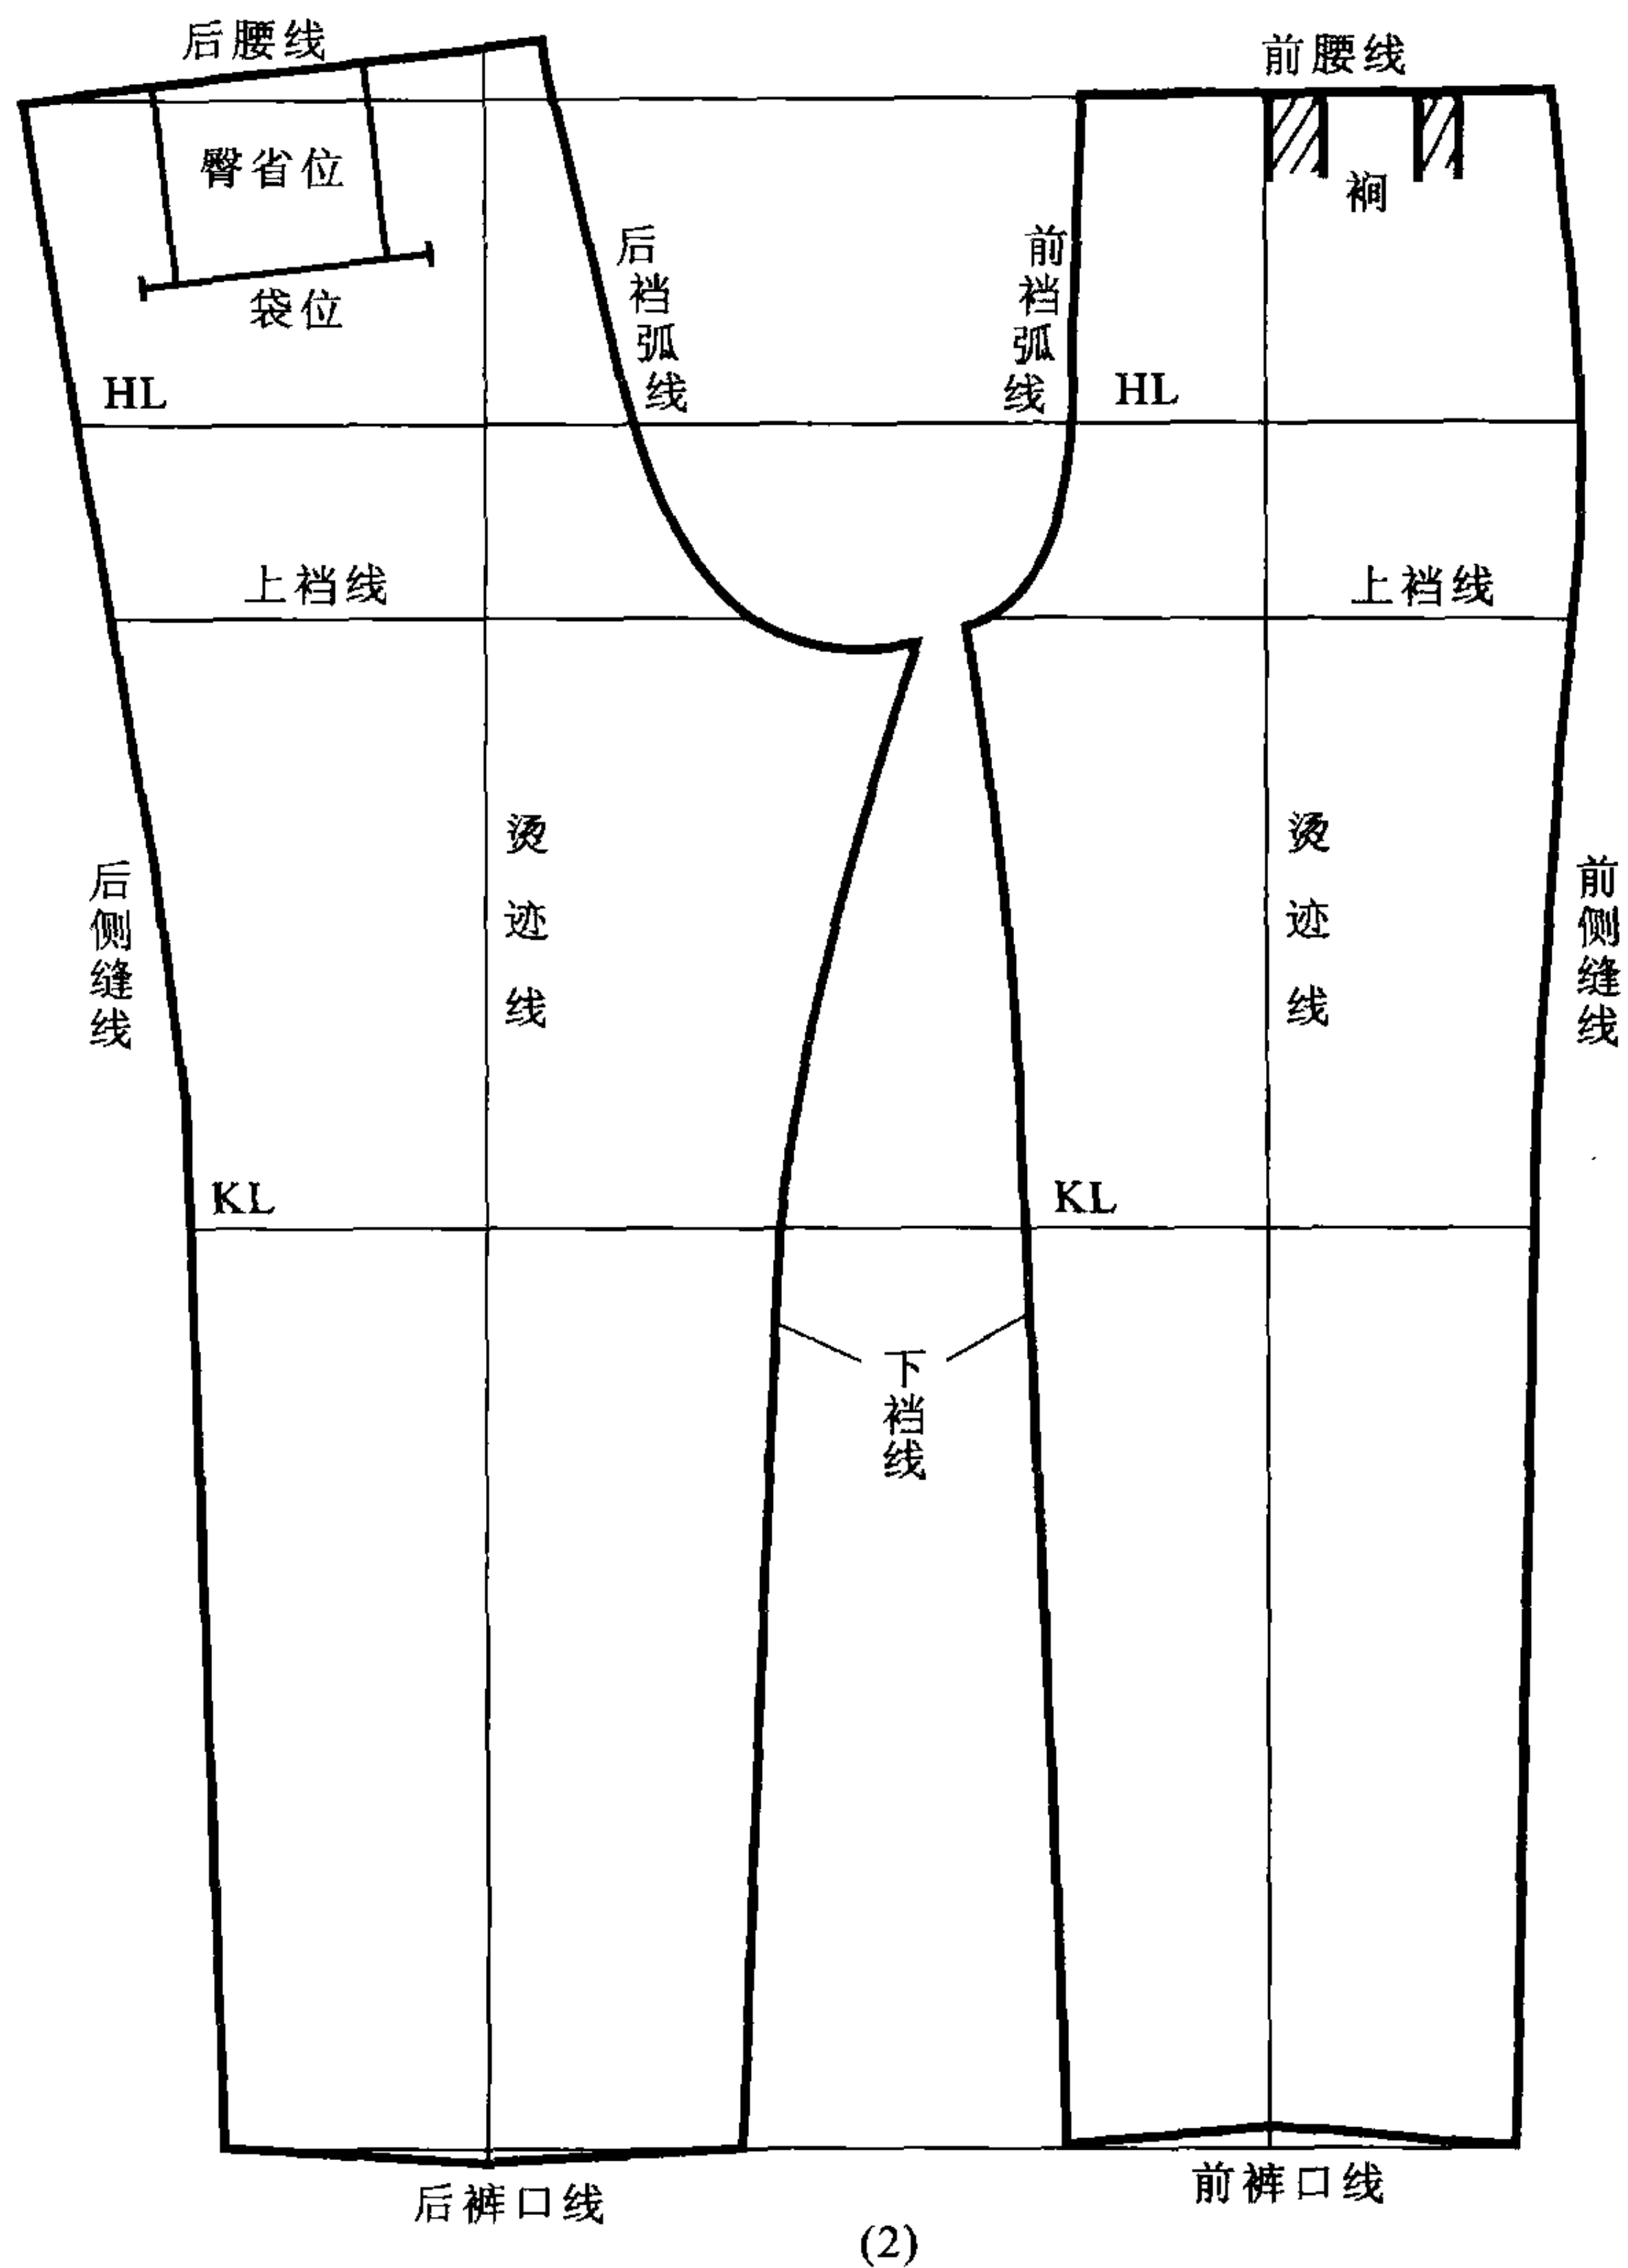 后腰线
前腰线
臀省位
裥
袋位
后裆弧线
前裆弧线
HL
HL
上裆线
上裆线
烫迹线
烫迹线
后侧缝线
前侧缝线
KL
KL
下裆线
后裤口线
前裤口线
(2)